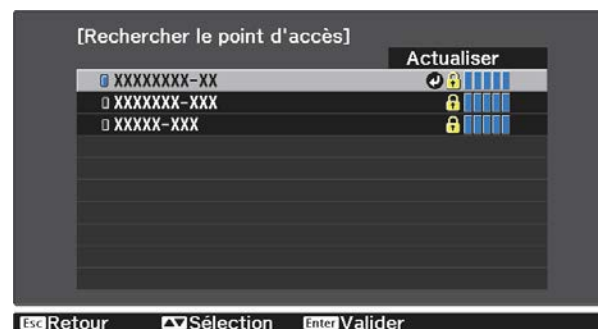 [Rechercher le point d'accès]
Actualiser
XXXXXXXX-XX
XXXXXXX-XXX
XXXXX-XXX
Esc Retour Sélection Enter Valider